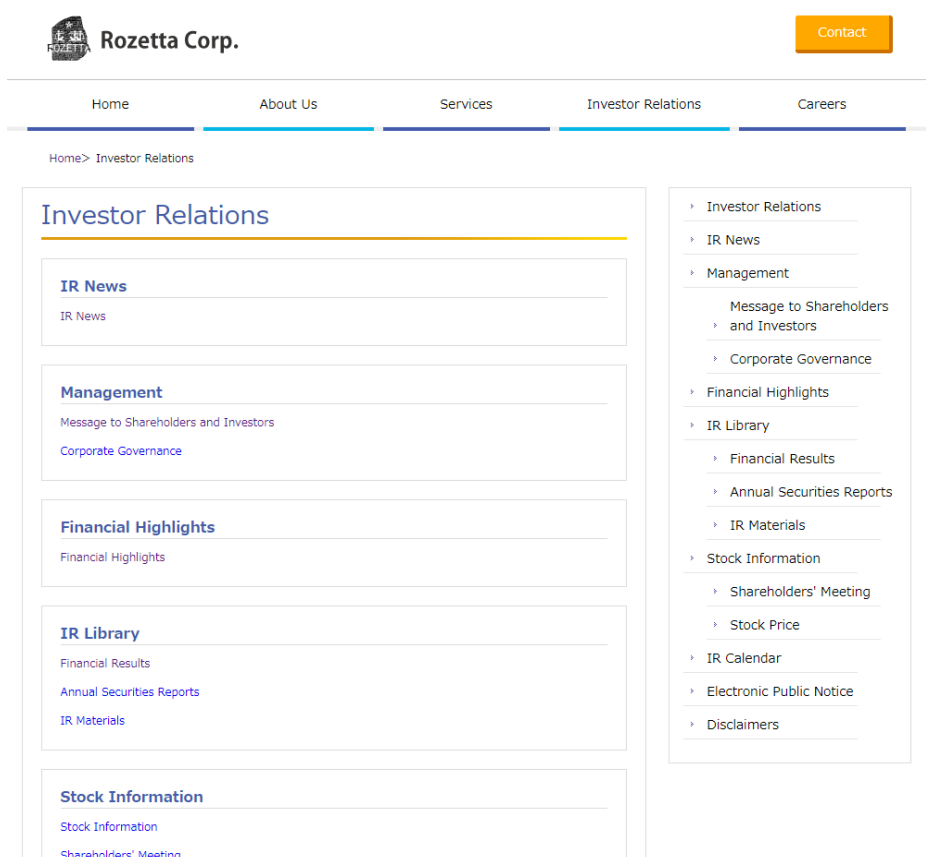 ROZETTA
Rozetta Corp.
Contact
Home
About Us
Services
Investor Relations
Careers
Home> Investor Relations
Investor Relations
IR News
IR News
Management
Message to Shareholders and Investors
Corporate Governance
Financial Highlights
Financial Highlights
IR Library
Financial Results
Annual Securities Reports
IR Materials
Stock Information
Stock Information
Shareholders' Meeting
Investor Relations
IR News
Management
Message to Shareholders
and Investors
Corporate Governance
Financial Highlights
IR Library
Financial Results
Annual Securities Reports
IR Materials
Stock Information
Shareholders' Meeting
Stock Price
IR Calendar
Electronic Public Notice
Disclaimers